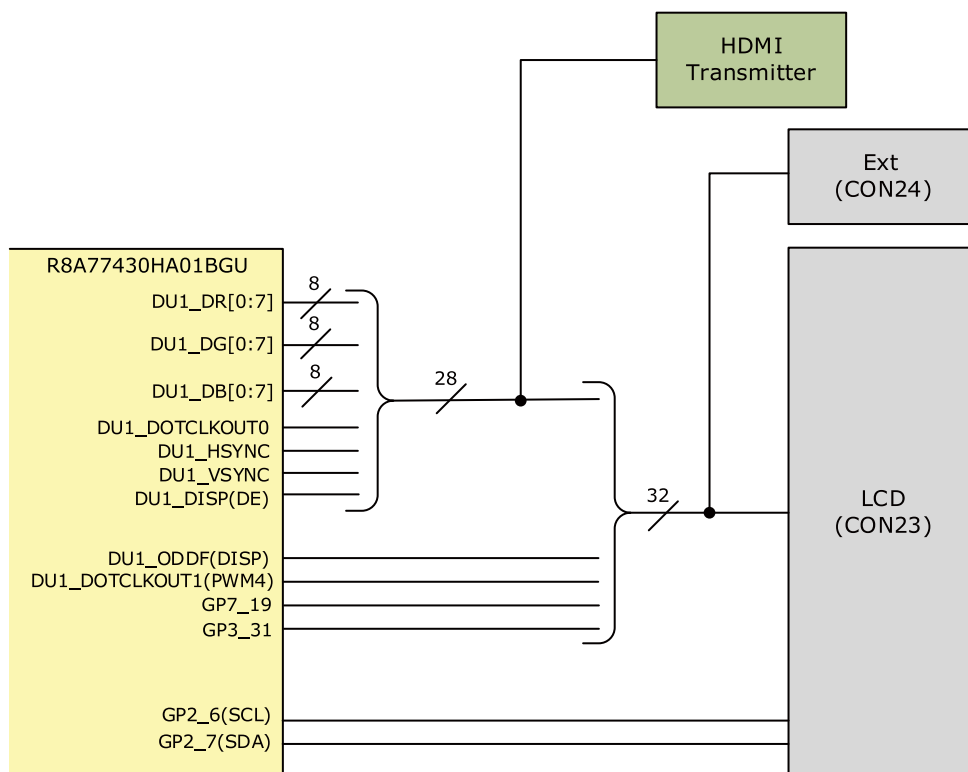 HDMI
Transmitter
Ext
(CON24)
R8A77430HA01BGU
DU1_DR[0:7]
8
DU1_DG[0:7]
8
DU1_DB[0:7]
8
28
DU1_DOTCLKOUT0
DU1_HSYNC
DU1_VSYNC
DU1_DISP(DE)
32
LCD
(CON23)
DU1_ODDF(DISP)
DU1_DOTCLKOUT1(PWM4)
GP7_19
GP3_31
GP2_6(SCL)
GP2_7(SDA)